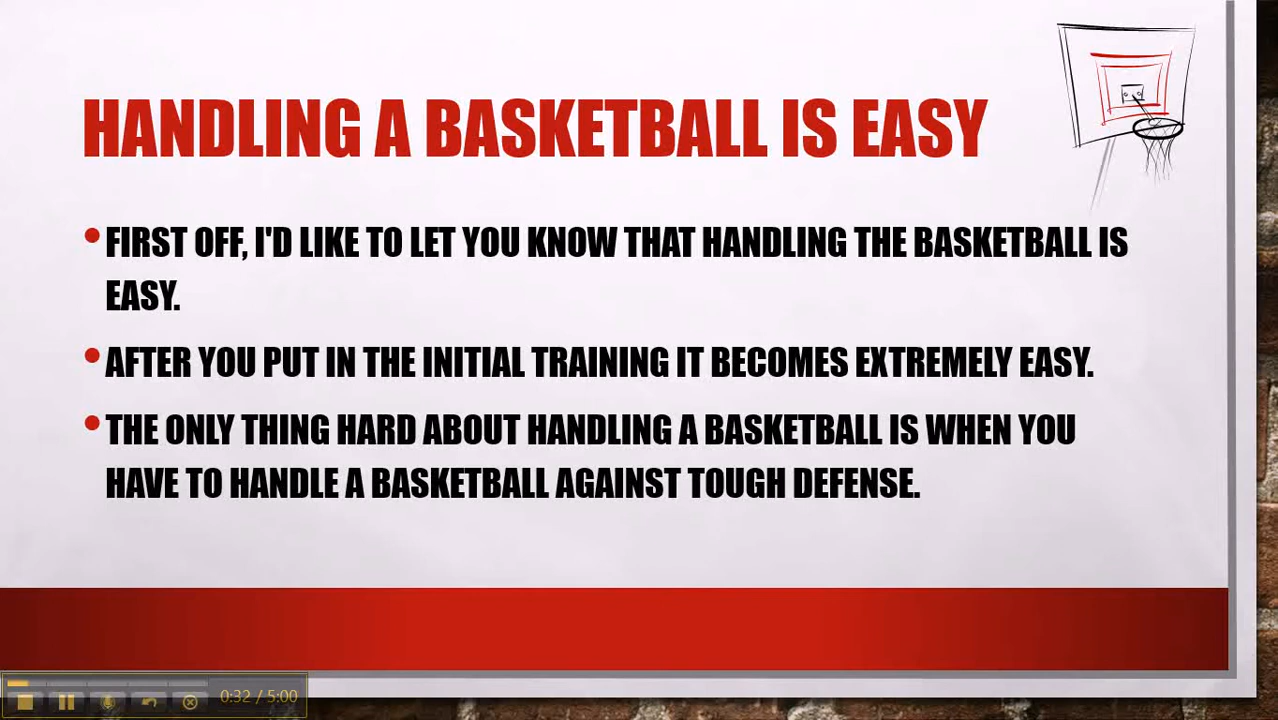 HANDLING A BASKETBALL IS EASY
• FIRST OFF, I'D LIKE TO LET YOU KNOW THAT HANDLING THE BASKETBALL IS
EASY.
• AFTER YOU PUT IN THE INITIAL TRAINING IT BECOMES EXTREMELY EASY.
• THE ONLY THING HARD ABOUT HANDLING A BASKETBALL IS WHEN YOU
HAVE TO HANDLE A BASKETBALL AGAINST TOUGH DEFENSE.
0:32 / 5:00